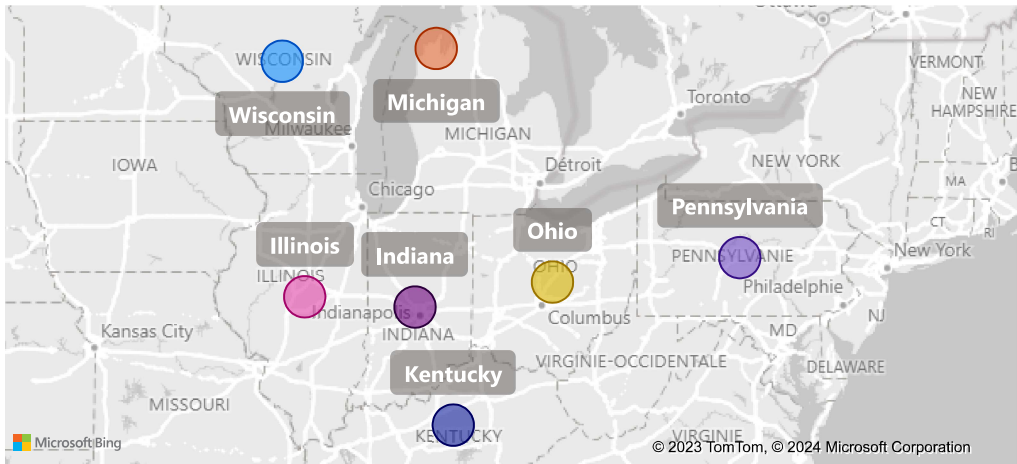 Ottawa
WISCONSIN
VERMONT
Michigan
Toronto
NEW
HAMPSHIRE
Wisconsin
Milwaukee
MICHIGAN
IOWA
Détroit
NEW YORK
MA
Chicago
Pennsylvania
CT
RI
Illinois
Ohio
Indiana
New York
ILLINOIS
OHIO
PENNSYLVANIE
Philadelphie
Indianapolis
Columbus
NJ
Kansas City
INDIANA
MD
VIRGINIE-OCCIDENTALE
DELAWARE
Kentucky
MISSOURI
KENTUCKY
VIRGINIE
Microsoft Bing
© 2023 TomTom, © 2024 Microsoft Corporation